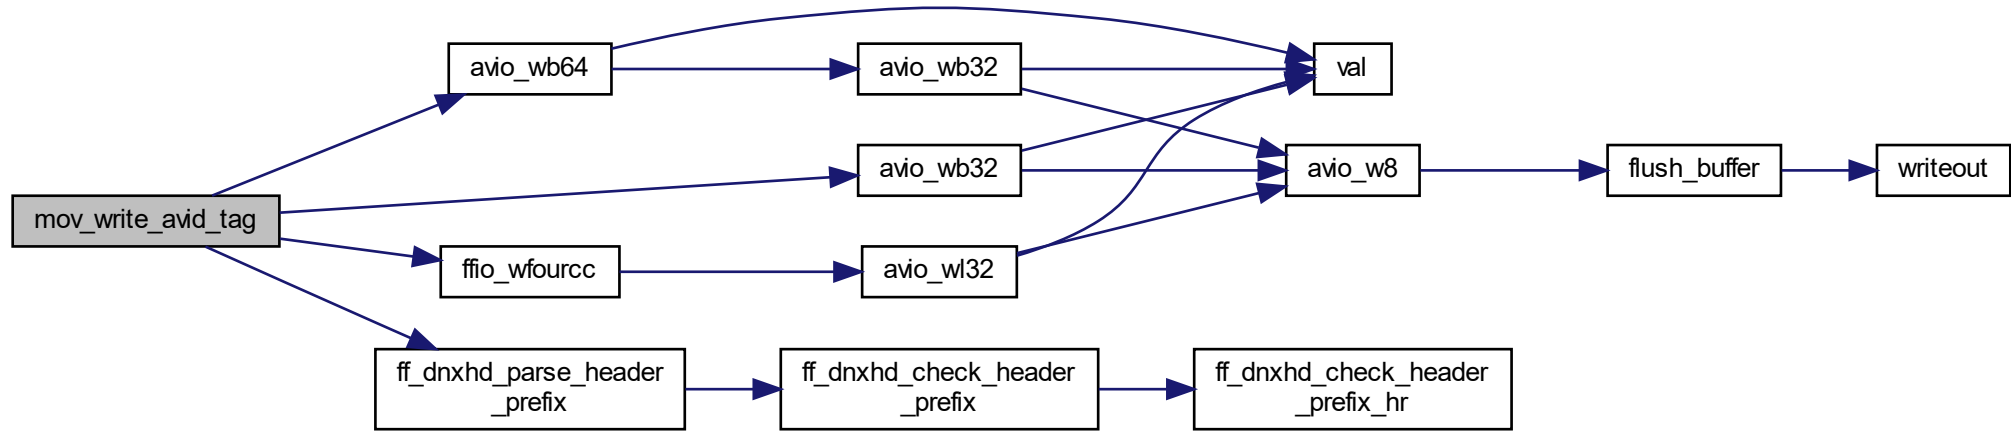 avio_wb64
avio_wb32
val
avio_wb32
avio_w8
flush_buffer
writeout
mov_write_avid_tag
ffio_wfourcc
avio_wl32
ff_dnxhd_parse_header
_prefix
ff_dnxhd_check_header
_prefix
ff_dnxhd_check_header
_prefix_hr